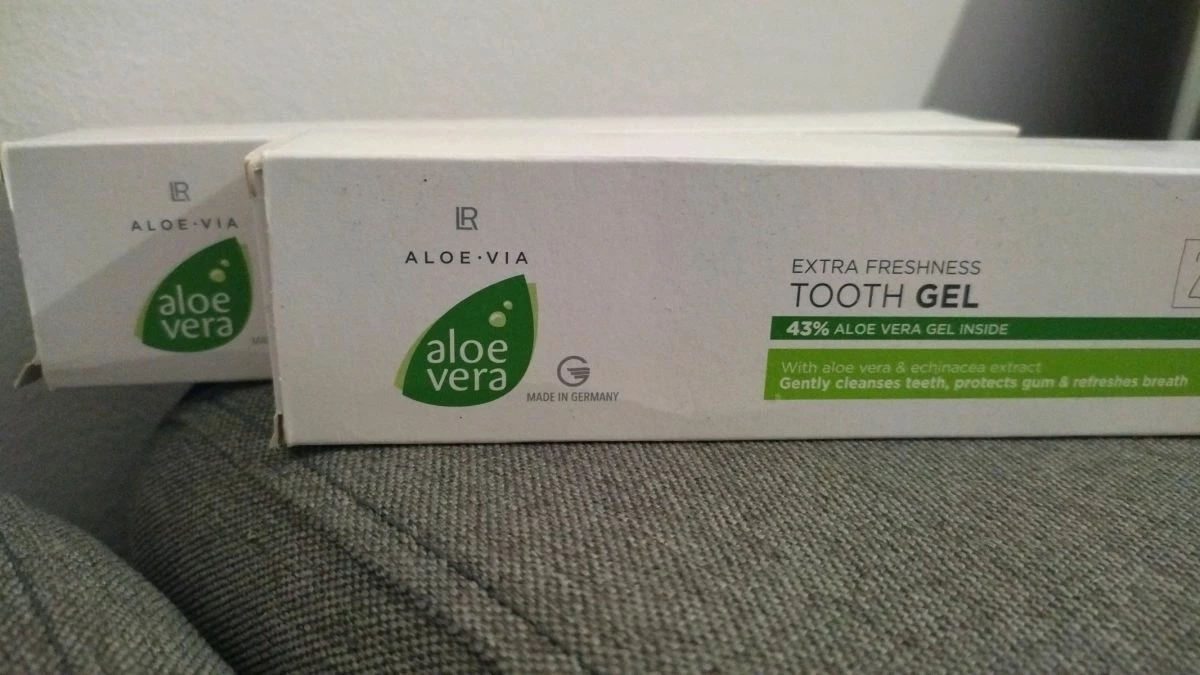 LR
ALOE·VIA
aloe
vera
LR
ALOE·VIA
aloe
vera
MADE IN GERMANY
EXTRA FRESHNESS
TOOTH GEL
43% ALOE VERA GEL INSIDE
With aloe vera & echinacea extract
Gently cleanses teeth, protects gum & refreshes breath